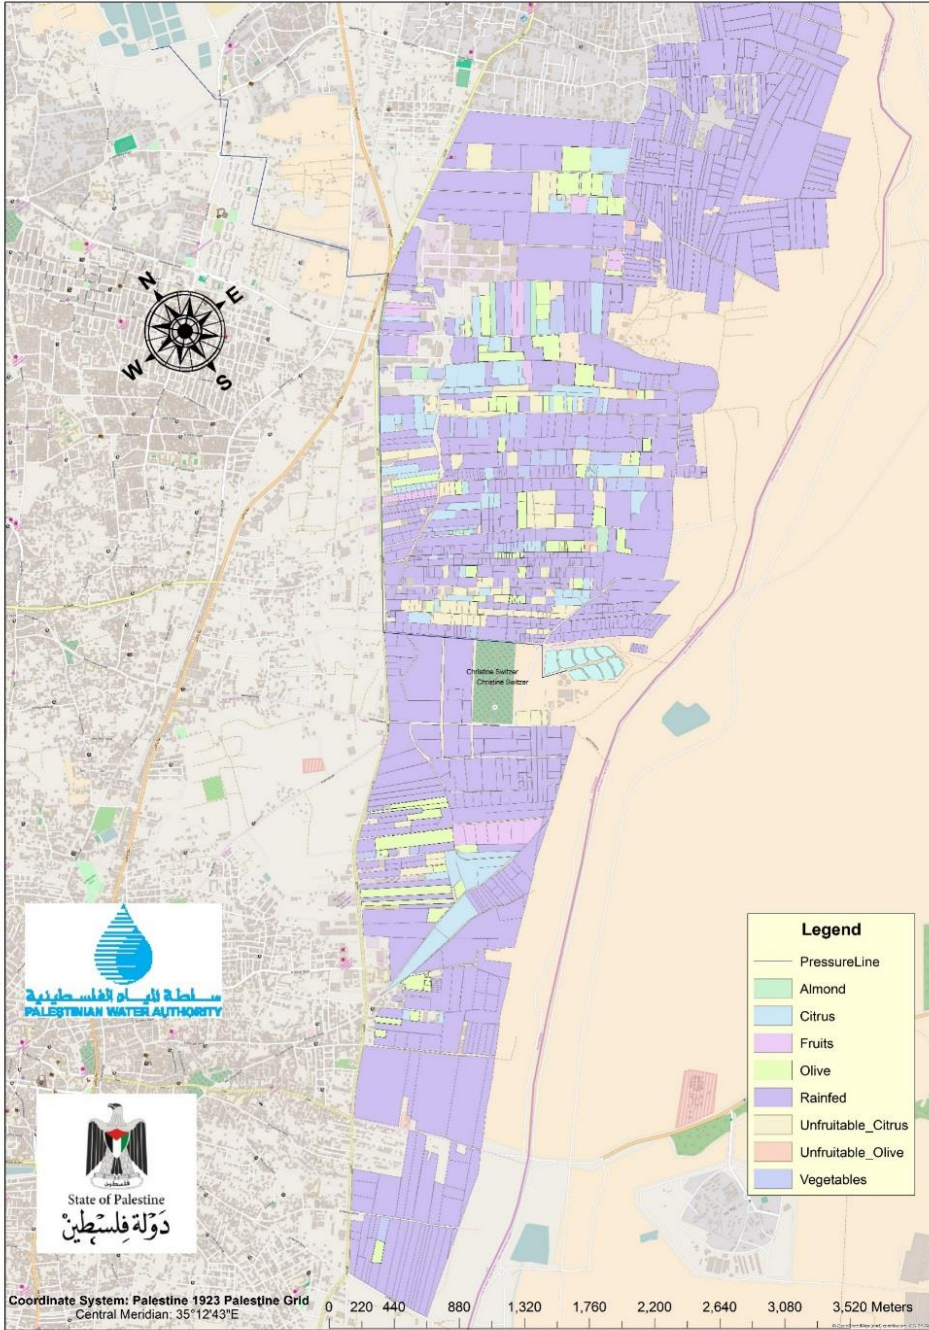 N
E
W
S
Christine Switzer
Christine Switzer
سلطة المياه الفلسطينية
PALESTINIAN WATER AUTHORITY
فلسطين
State of Palestine
دَوْلَة فِلَسْطِين
Legend
PressureLine
Almond
Citrus
Fruits
Olive
Rainfed
Unfruitable_Citrus
Unfruitable_Olive
Vegetables
Coordinate System: Palestine 1923 Palestine Grid
Central Meridian: 35°12'43"E
0 220 440 880 1,320 1,760 2,200 2,640 3,080 3,520 Meters